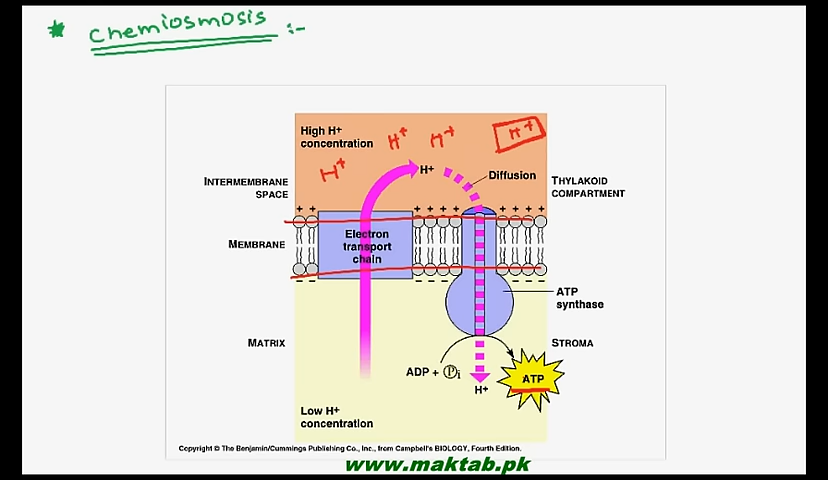 * Chemiosmosis :-
High H+
concentration
H+ H+ H+ H+
H+
Diffusion
INTERMEMBRANE
SPACE
THYLAKOID
COMPARTMENT
+ + + + + + + + + + +
MEMBRANE
Electron
transport
chain
ATP
synthase
MATRIX
STROMA
ADP + Pi
ATP
H+
Low H+
concentration
Copyright © The Benjamin/Cummings Publishing Co., Inc., from Campbell's BIOLOGY, Fourth Edition.
www.maktab.pk